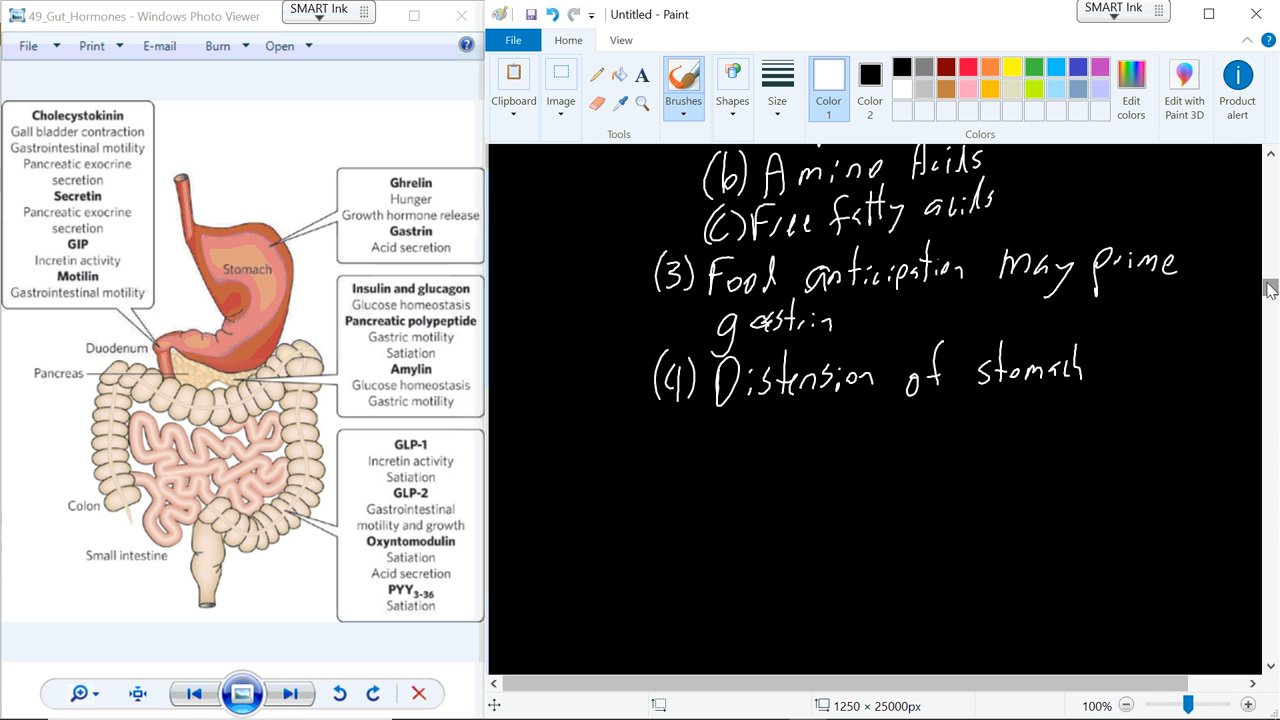 49_Gut_Hormones - Windows Photo Viewer
SMART Ink
File Print E-mail Burn Open
Cholecystokinin
Gall bladder contraction
Gastrointestinal motility
Pancreatic exocrine
secretion
Secretin
Pancreatic exocrine
secretion
GIP
Incretin activity
Motilin
Gastrointestinal motility
Ghrelin
Hunger
Growth hormone release
Gastrin
Acid secretion
Stomach
Insulin and glucagon
Glucose homeostasis
Pancreatic polypeptide
Gastric motility
Satiation
Amylin
Glucose homeostasis
Gastric motility
Duodenum
Pancreas
GLP-1
Incretin activity
Satiation
GLP-2
Gastrointestinal
motility and growth
Oxyntomodulin
Satiation
Acid secretion
PYY3-36
Satiation
Colon
Small intestine
Untitled - Paint
SMART Ink
File Home View
Clipboard
Image
Tools
Brushes
Shapes
Size
Color
1
Color
2
Edit
colors
Edit with
Paint 3D
Product
alert
Colors
(b) Amino Acids
(c) Free fatty acids
(3) Food anticipation may prime
gastrin
(4) Distension of stomach
1250 × 25000px
100%